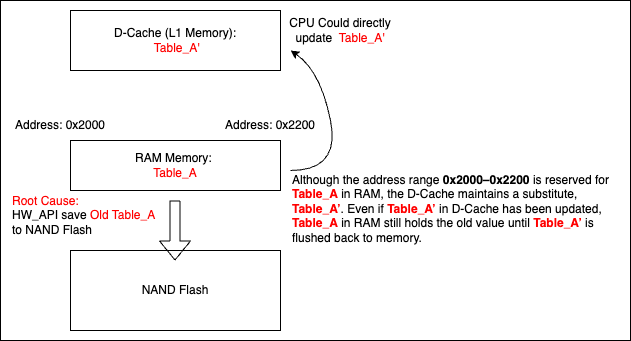 D-Cache (L1 Memory):
Table_A'
CPU Could directly
update Table_A'
Address: 0x2000
Address: 0x2200
RAM Memory:
Table_A
Although the address range 0x2000–0x2200 is reserved for
Table_A in RAM, the D-Cache maintains a substitute,
Table_A'. Even if Table_A' in D-Cache has been updated,
Table_A in RAM still holds the old value until Table_A' is
flushed back to memory.
Root Cause:
HW_API save Old Table_A
to NAND Flash
NAND Flash